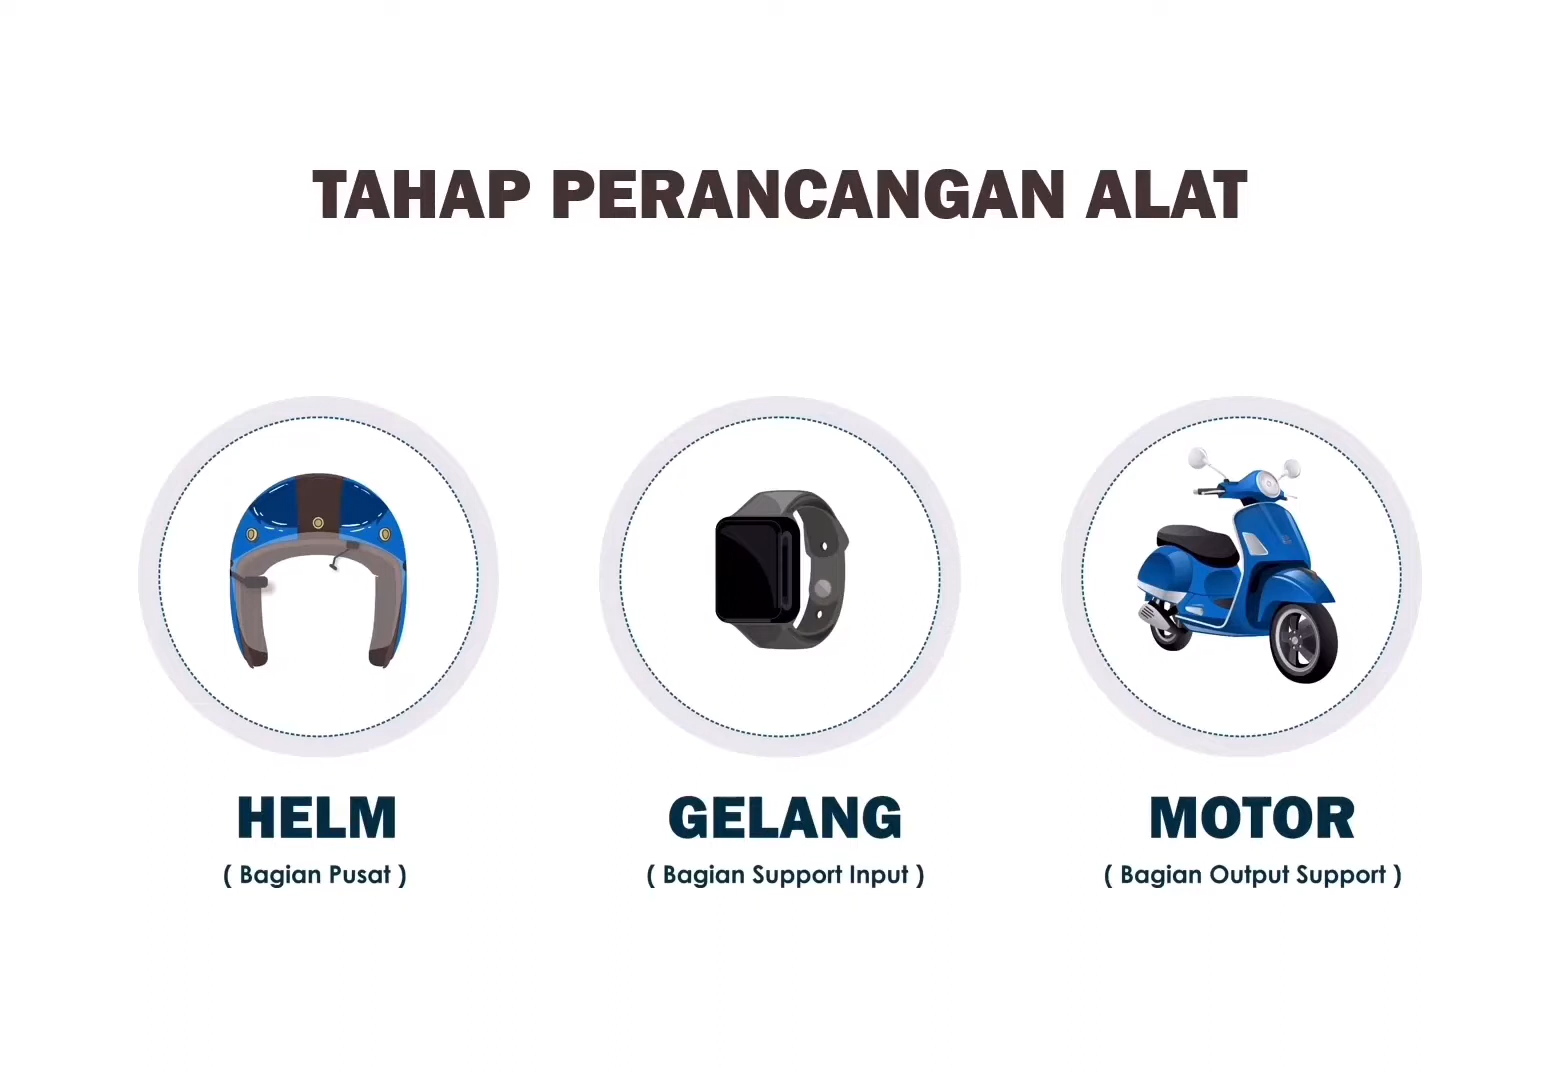 TAHAP PERANCANGAN ALAT
HELM
( Bagian Pusat )
GELANG
( Bagian Support Input )
MOTOR
( Bagian Output Support )